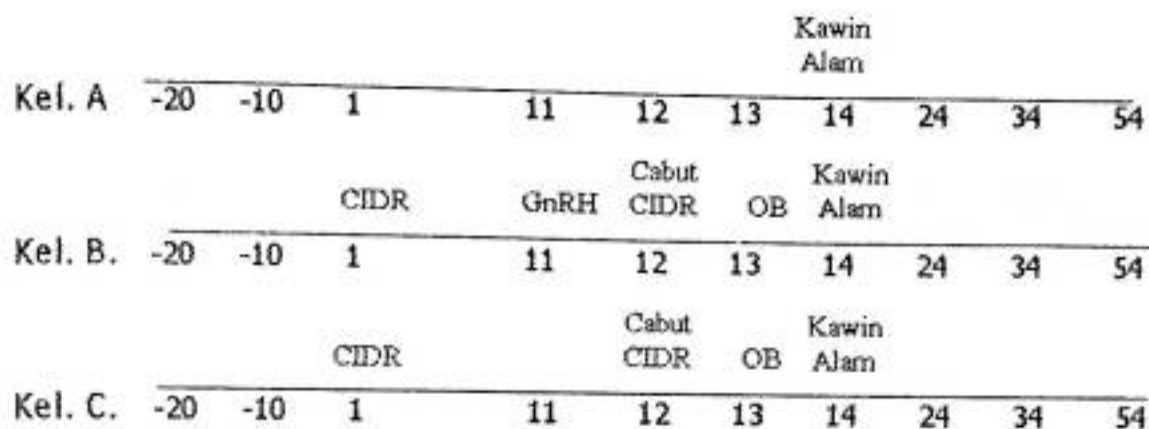 Kawin
Alam
Kel. A -20 -10 1 11 12 13 14 24 34 54
Cabut Kawin
CIDR GnRH CIDR OB Alam
Kel. B. -20 -10 1 11 12 13 14 24 34 54
Cabut Kawin
CIDR CIDR OB Alam
Kel. C. -20 -10 1 11 12 13 14 24 34 54